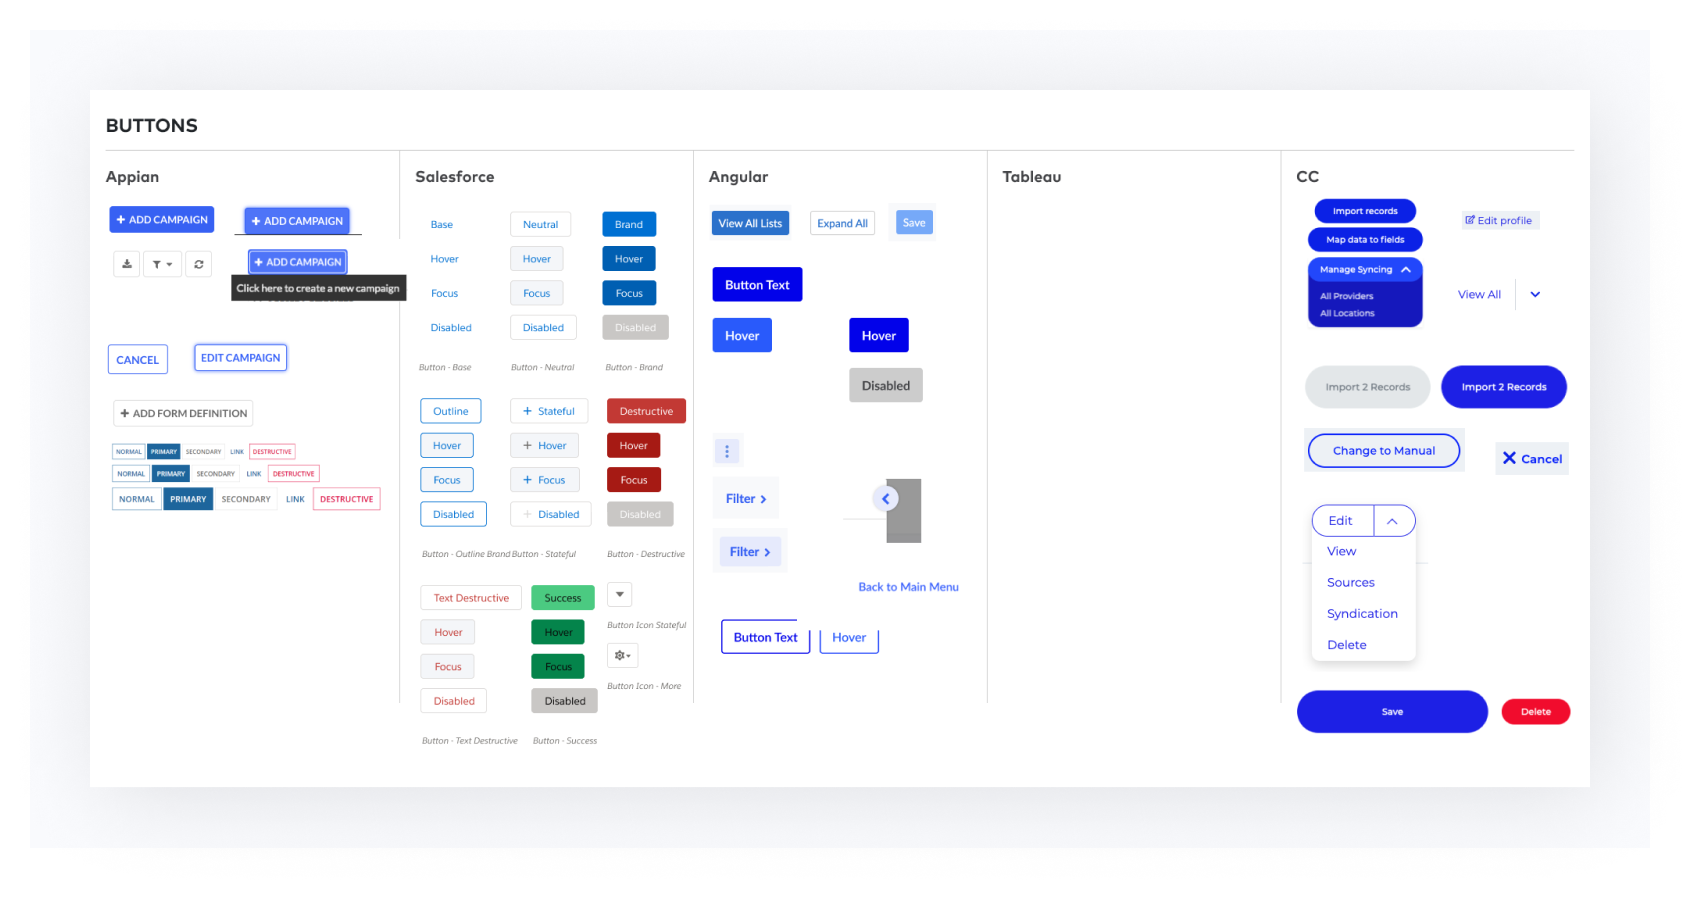 BUTTONS
Appian
+ ADD CAMPAIGN
+ ADD CAMPAIGN
+ ADD CAMPAIGN
Click here to create a new campaign
CANCEL
EDIT CAMPAIGN
+ ADD FORM DEFINITION
NORMAL PRIMARY SECONDARY LINK DESTRUCTIVE
NORMAL PRIMARY SECONDARY LINK DESTRUCTIVE
NORMAL PRIMARY SECONDARY LINK DESTRUCTIVE
Salesforce
Base Neutral Brand
Hover Hover Hover
Focus Focus Focus
Disabled Disabled Disabled
Button - Base Button - Neutral Button - Brand
Outline + Stateful Destructive
Hover + Hover Hover
Focus + Focus Focus
Disabled + Disabled Disabled
Button - Outline Brand Button - Stateful Button - Destructive
Text Destructive Success
Button Icon Stateful
Hover Hover
Focus Focus
Button Icon - More
Disabled Disabled
Button - Text Destructive Button - Success
Angular
View All Lists Expand All Save
Button Text
Hover Hover
Disabled
Filter >
Filter >
Back to Main Menu
Button Text Hover
Tableau
CC
Import records
Edit profile
Map data to fields
Manage Syncing
All Providers
All Locations
View All
Import 2 Records Import 2 Records
Change to Manual
Cancel
Edit
View
Sources
Syndication
Delete
Save Delete